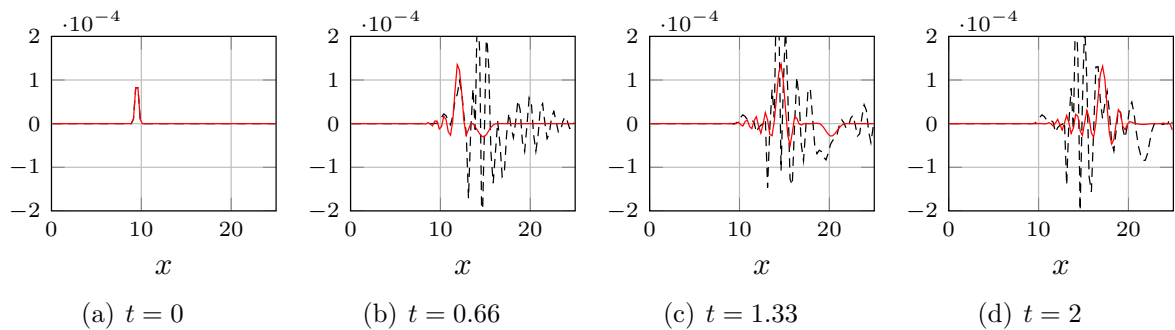 ·10⁻⁴ ·10⁻⁴ ·10⁻⁴ ·10⁻⁴
2 2 2 2
1 1 1 1
0 0 0 0
−1 −1 −1 −1
−2 −2 −2 −2
0 10 20 0 10 20 0 10 20 0 10 20
x x x x
(a) t = 0 (b) t = 0.66 (c) t = 1.33 (d) t = 2